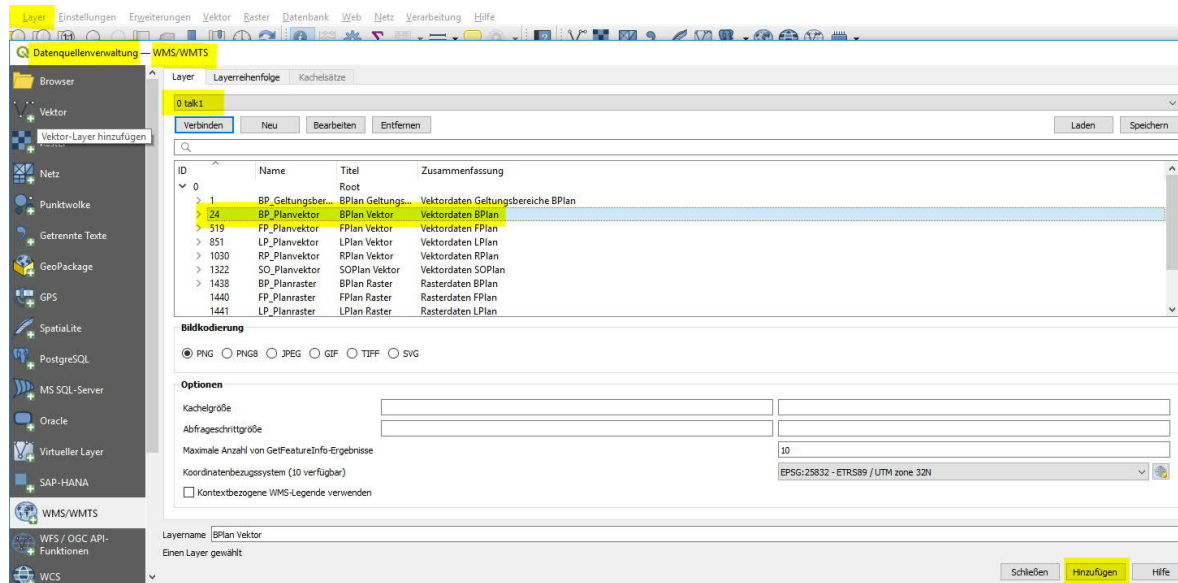 Layer Einstellungen Erweiterungen Vektor Raster Datenbank Web Netz Verarbeitung Hilfe
Datenquellenverwaltung — WMS/WMTS
Browser
Vektor
Vektor-Layer hinzufügen
Netz
Punktwolke
Getrennte Texte
GeoPackage
GPS
SpatiaLite
PostgreSQL
MS SQL-Server
Oracle
Virtueller Layer
SAP-HANA
WMS/WMTS
WFS / OGC API-
Funktionen
WCS
Layer Layerreihenfolge Kachelsätze
0 talk1
Verbinden Neu Bearbeiten Entfernen Laden Speichern
ID Name Titel Zusammenfassung
0 Root
1 BP_Geltungsber... BPlan Geltungs... Vektordaten Geltungsbereiche BPlan
24 BP_Planvektor BPlan Vektor Vektordaten BPlan
519 FP_Planvektor FPlan Vektor Vektordaten FPlan
851 LP_Planvektor LPlan Vektor Vektordaten LPlan
1030 RP_Planvektor RPlan Vektor Vektordaten RPlan
1322 SO_Planvektor SOPlan Vektor Vektordaten SOPlan
1438 BP_Planraster BPlan Raster Rasterdaten BPlan
1440 FP_Planraster FPlan Raster Rasterdaten FPlan
1441 LP_Planraster LPlan Raster Rasterdaten LPlan
Bildkodierung
PNG PNG8 JPEG GIF TIFF SVG
Optionen
Kachelgröße
Abfrageschrittgröße
Maximale Anzahl von GetFeatureInfo-Ergebnisse 10
Koordinatenbezugssystem (10 verfügbar) EPSG:25832 - ETRS89 / UTM zone 32N
Kontextbezogene WMS-Legende verwenden
Layername BPlan Vektor
Einen Layer gewählt
Schließen Hinzufügen Hilfe